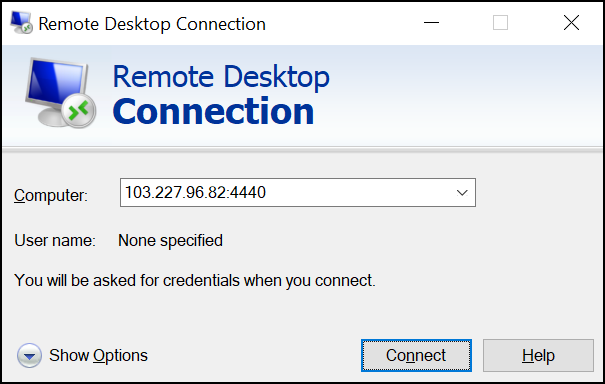 Remote Desktop Connection
Remote Desktop
Connection
Computer: 103.227.96.82:4440
User name: None specified
You will be asked for credentials when you connect.
Show Options Connect Help